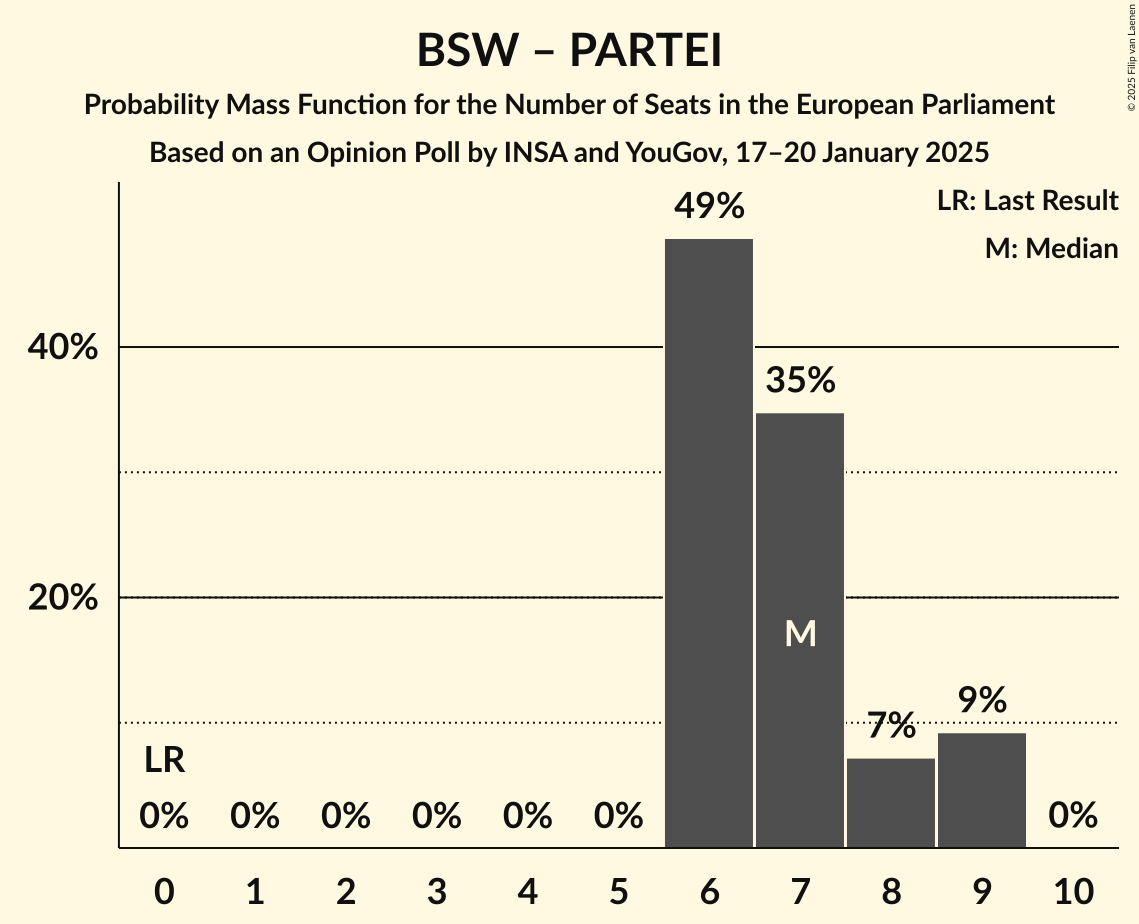 BSW – PARTEI
Probability Mass Function for the Number of Seats in the European Parliament
Based on an Opinion Poll by INSA and YouGov, 17–20 January 2025
© 2025 Filip van Laenen
LR: Last Result
M: Median
49%
40%
35%
20%
M
9%
7%
LR
0% 0% 0% 0% 0% 0% 0%
0 1 2 3 4 5 6 7 8 9 10